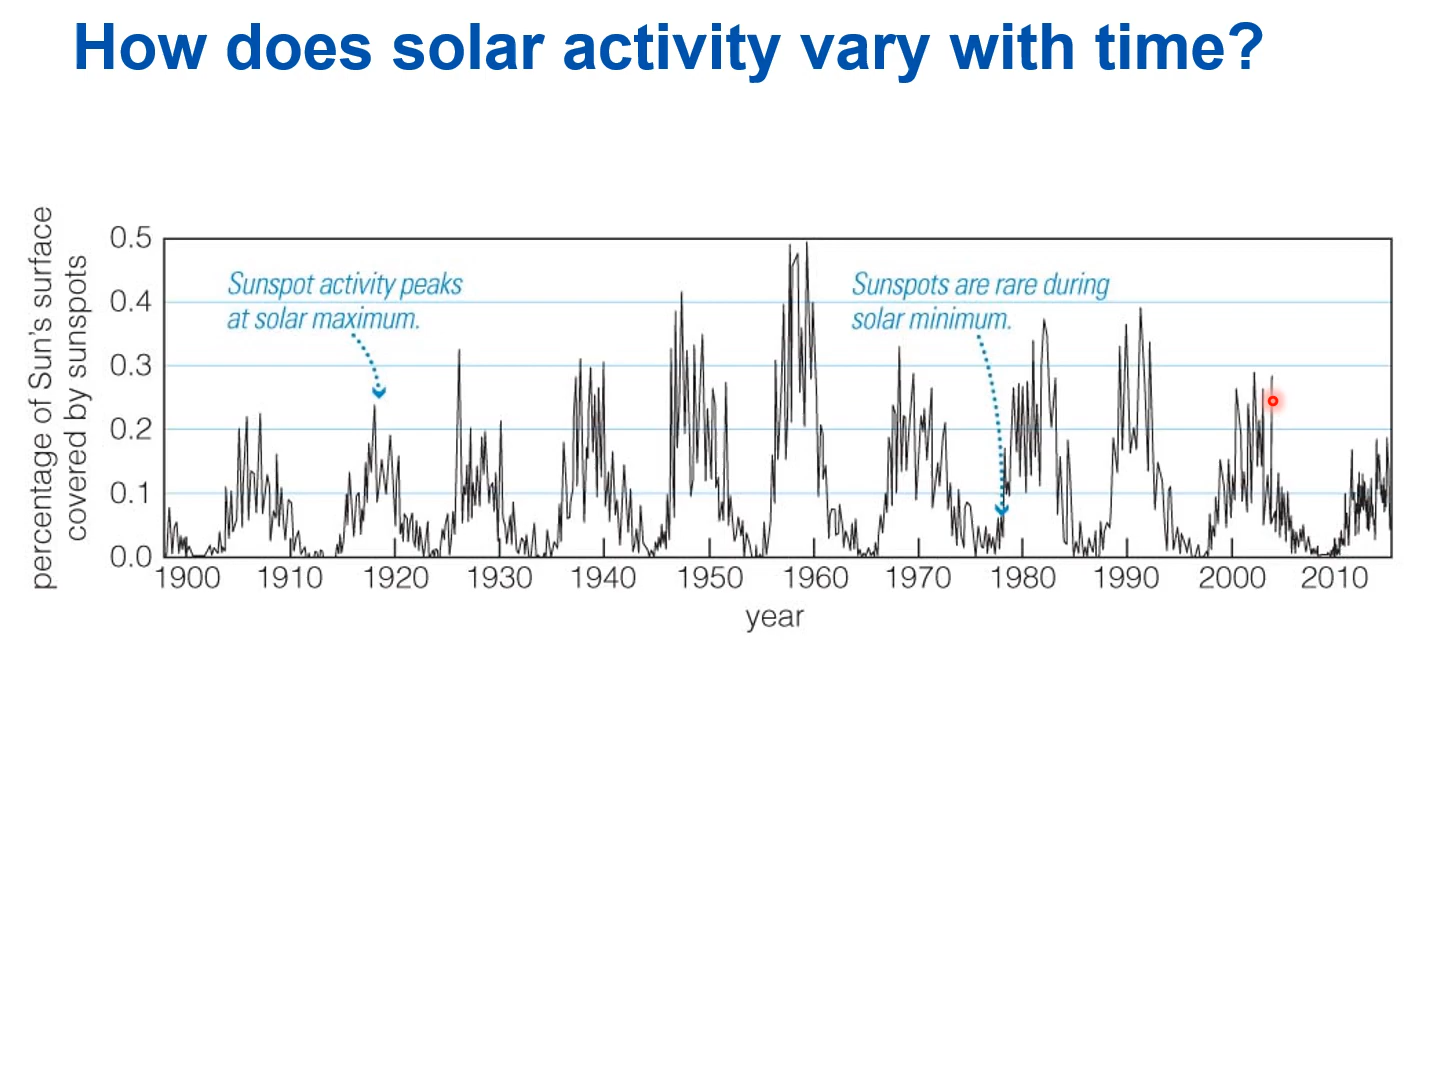 How does solar activity vary with time?
percentage of Sun's surface
covered by sunspots
0.5
0.4
0.3
0.2
0.1
0.0
Sunspot activity peaks
at solar maximum.
Sunspots are rare during
solar minimum.
1900 1910 1920 1930 1940 1950 1960 1970 1980 1990 2000 2010
year